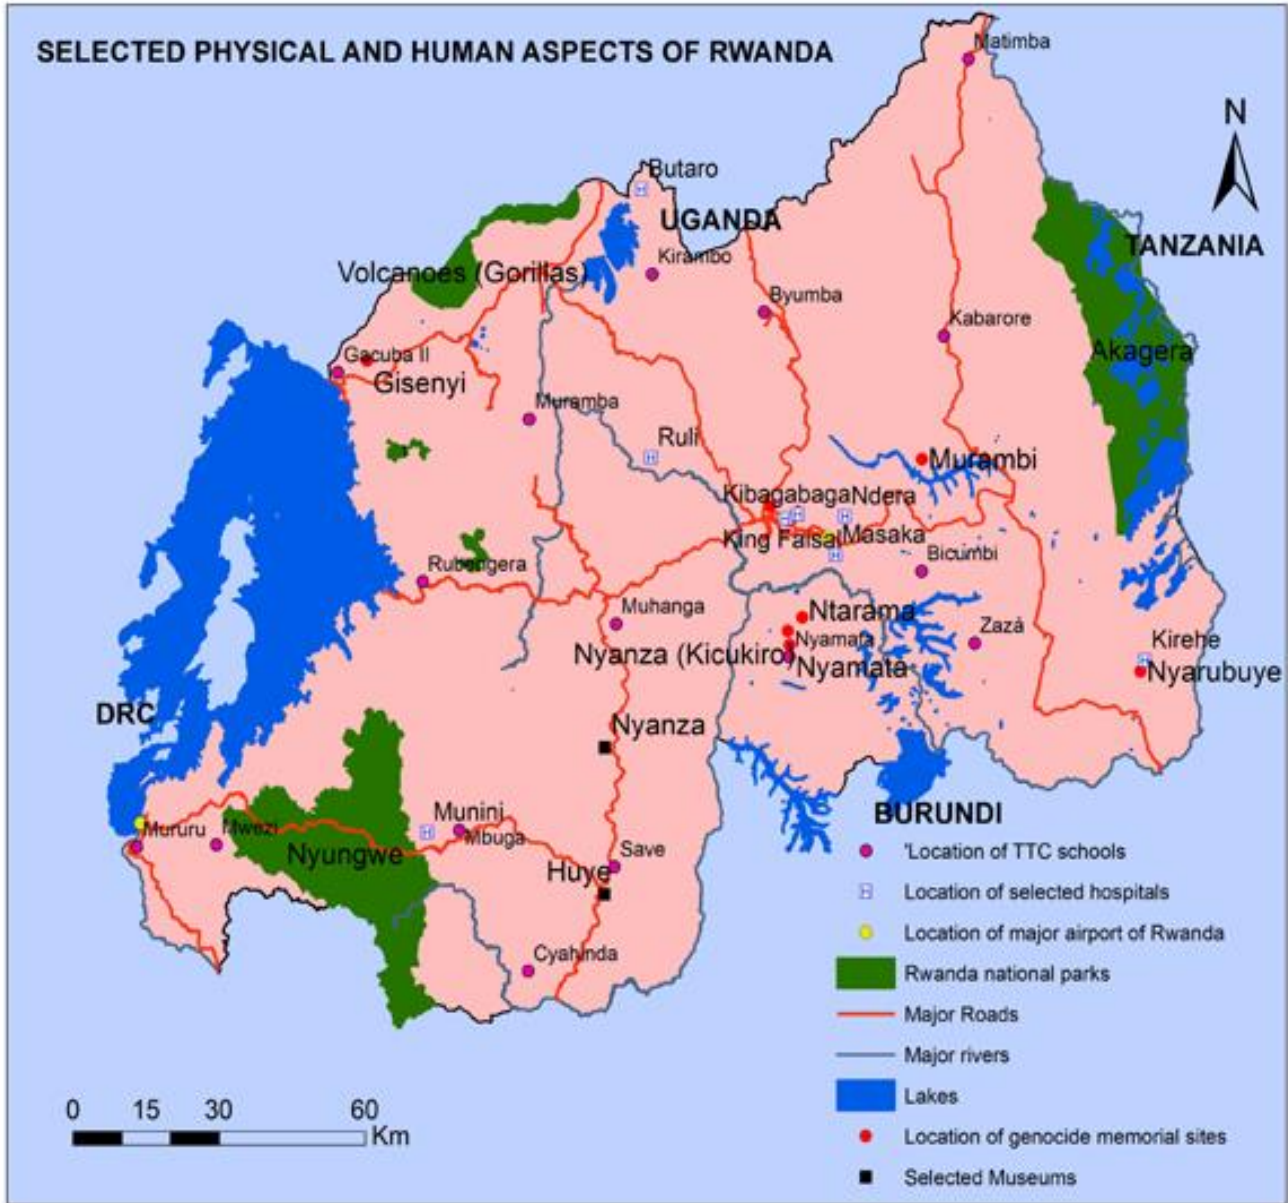 SELECTED PHYSICAL AND HUMAN ASPECTS OF RWANDA
Matimba
N
Butaro
UGANDA
TANZANIA
Kirambo
Volcanoes (Gorillas)
Byumba
Kabarore
Akagera
Gacuba II
Gisenyi
Muramba
Ruli
Murambi
Kibagabaga
Ndera
King Faisal
Masaka
Bicumbi
Rubengera
Muhanga
Ntarama
Nyamata
Zaza
Kirehe
Nyanza (Kicukiro)
Nyamata
Nyarubuye
DRC
Nyanza
BURUNDI
Munini
Mururu
Mwezi
Mbuga
Nyungwe
Save
Huye
Cyahinda
'Location of TTC schools
H Location of selected hospitals
Location of major airport of Rwanda
Rwanda national parks
Major Roads
Major rivers
Lakes
Location of genocide memorial sites
Selected Museums
0 15 30 60
Km